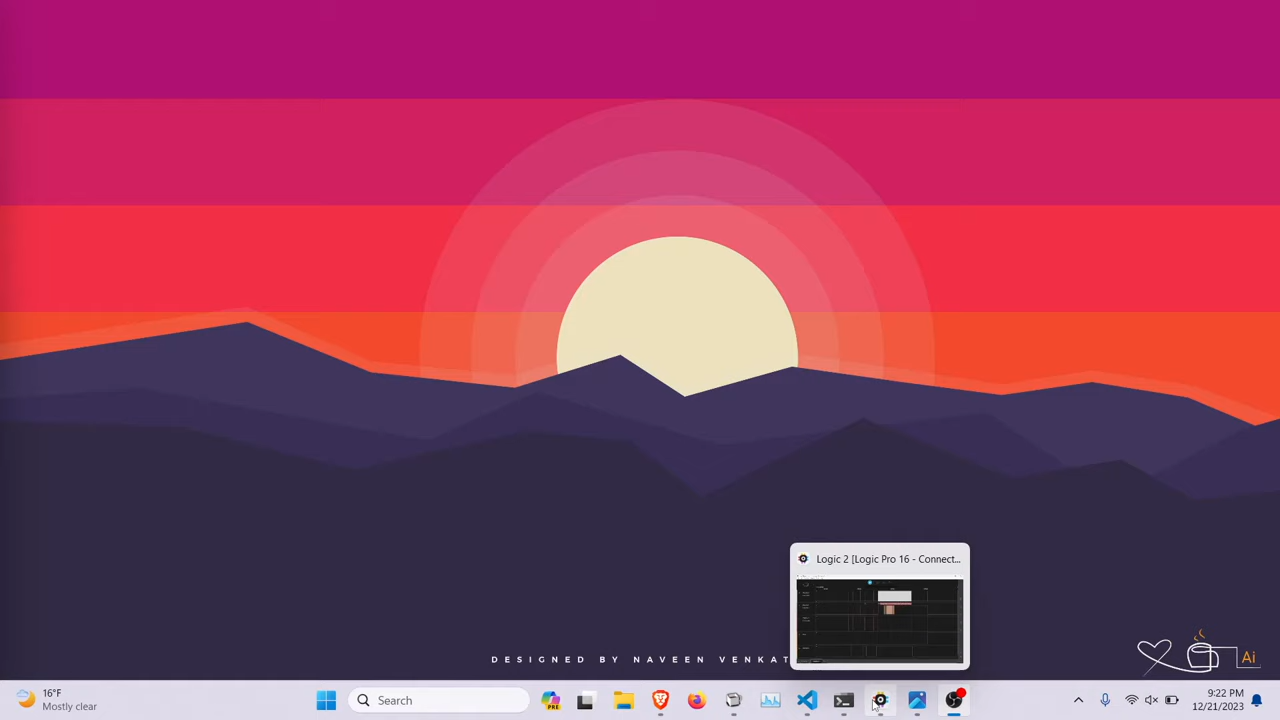 Logic 2 [Logic Pro 16 - Connect...
DESIGNED BY NAVEEN VENKAT
Ai
16°F
Mostly clear
Search
PRE
9:22 PM
12/21/2023